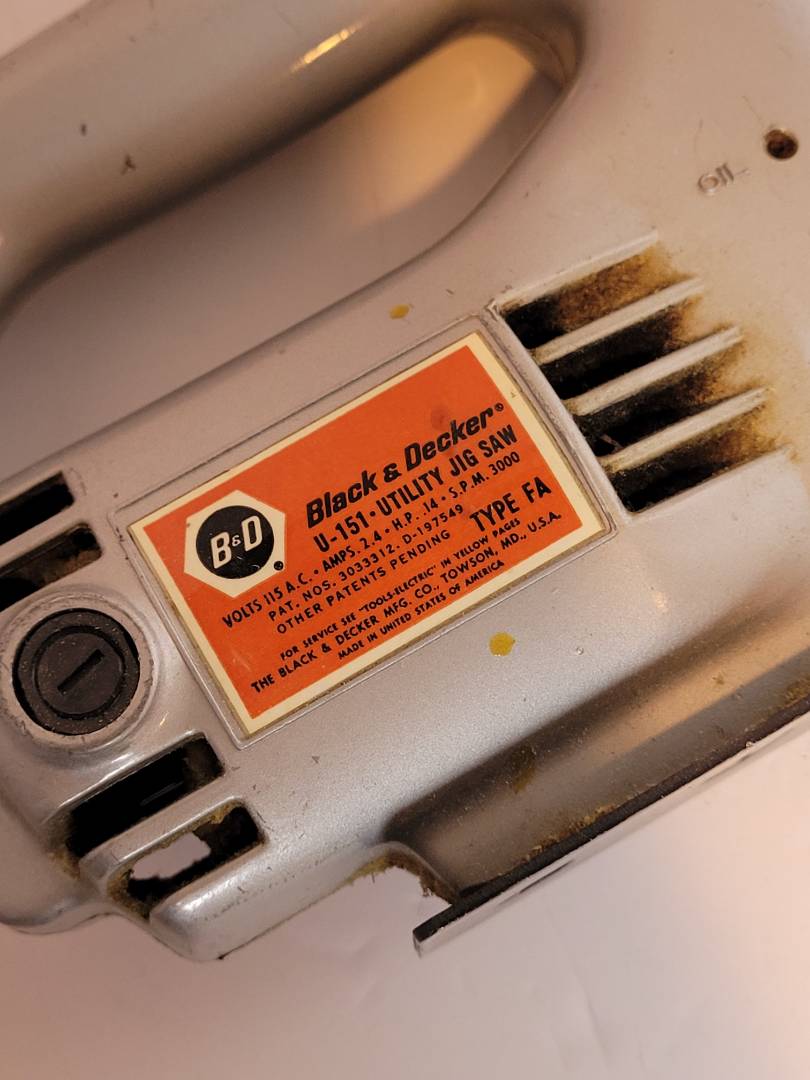 OIL
B&D
Black & Decker®
U-151 • UTILITY JIG SAW
VOLTS 115 A.C. • AMPS. 2.4 • H.P. .14 • S.P.M. 3000
PAT. NOS. 3033312, D-197549
OTHER PATENTS PENDING
TYPE FA
FOR SERVICE SEE "TOOLS-ELECTRIC" IN YELLOW PAGES
THE BLACK & DECKER MFG. CO., TOWSON, MD., U.S.A.
MADE IN UNITED STATES OF AMERICA